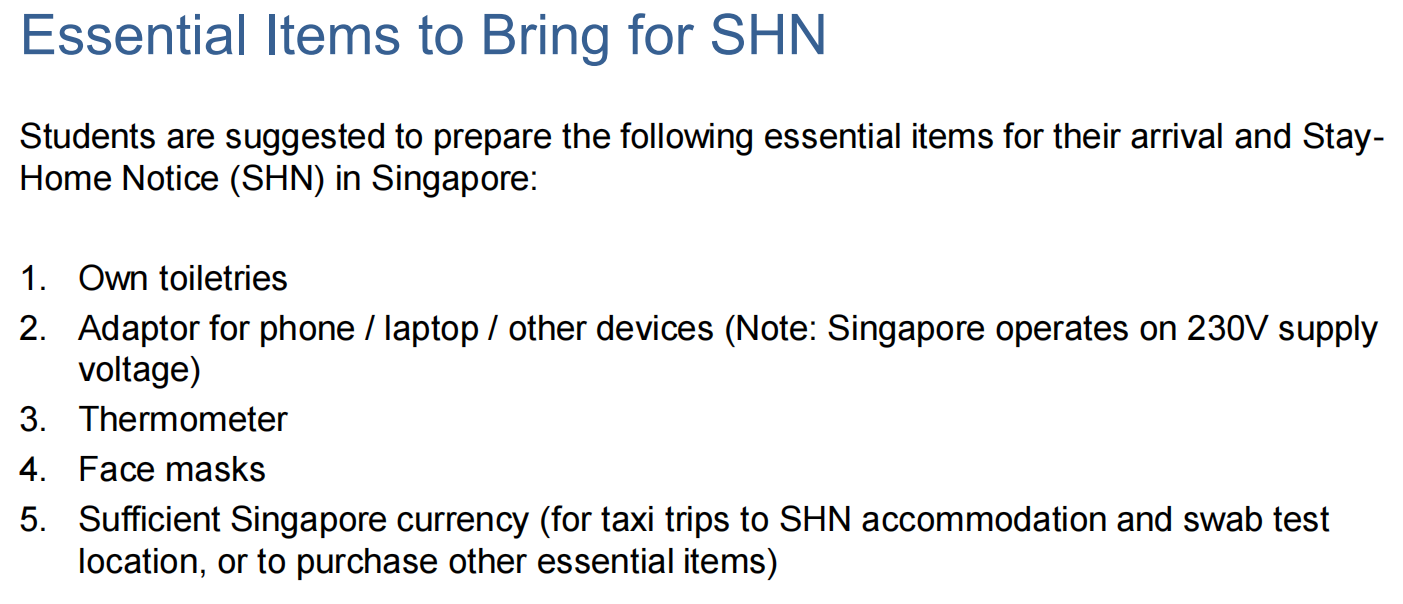 Essential Items to Bring for SHN
Students are suggested to prepare the following essential items for their arrival and Stay-
Home Notice (SHN) in Singapore:
1. Own toiletries
2. Adaptor for phone / laptop / other devices (Note: Singapore operates on 230V supply
voltage)
3. Thermometer
4. Face masks
5. Sufficient Singapore currency (for taxi trips to SHN accommodation and swab test
location, or to purchase other essential items)